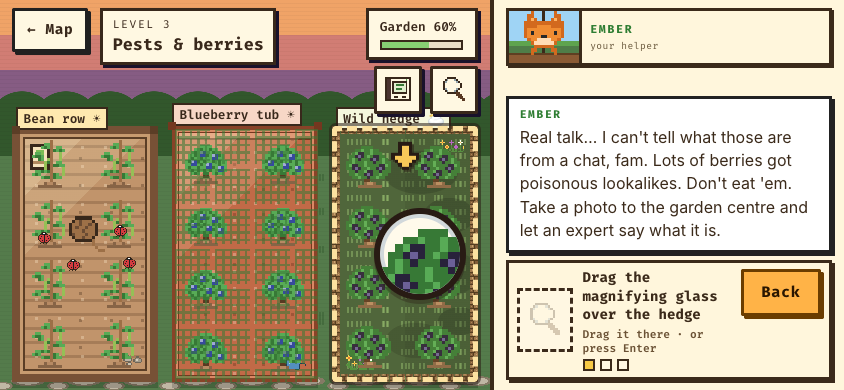 ← Map
LEVEL 3
Pests & berries
Garden 60%
Bean row ☀
Blueberry tub ☀
Wild hedge
EMBER
your helper
EMBER
Real talk... I can't tell what those are
from a chat, fam. Lots of berries got
poisonous lookalikes. Don't eat 'em.
Take a photo to the garden centre and
let an expert say what it is.
Drag the
magnifying glass
over the hedge
Drag it there · or
press Enter
Back